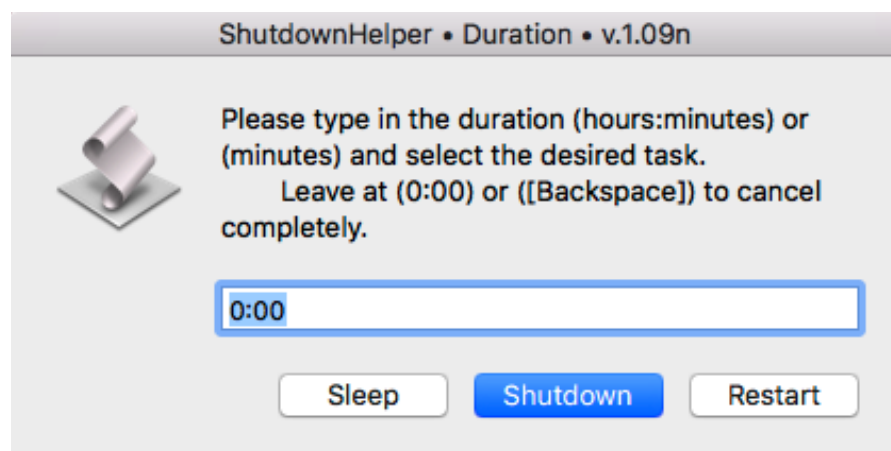 ShutdownHelper • Duration • v.1.09n
Please type in the duration (hours:minutes) or
(minutes) and select the desired task.
Leave at (0:00) or ([Backspace]) to cancel
completely.
0:00
Sleep Shutdown Restart